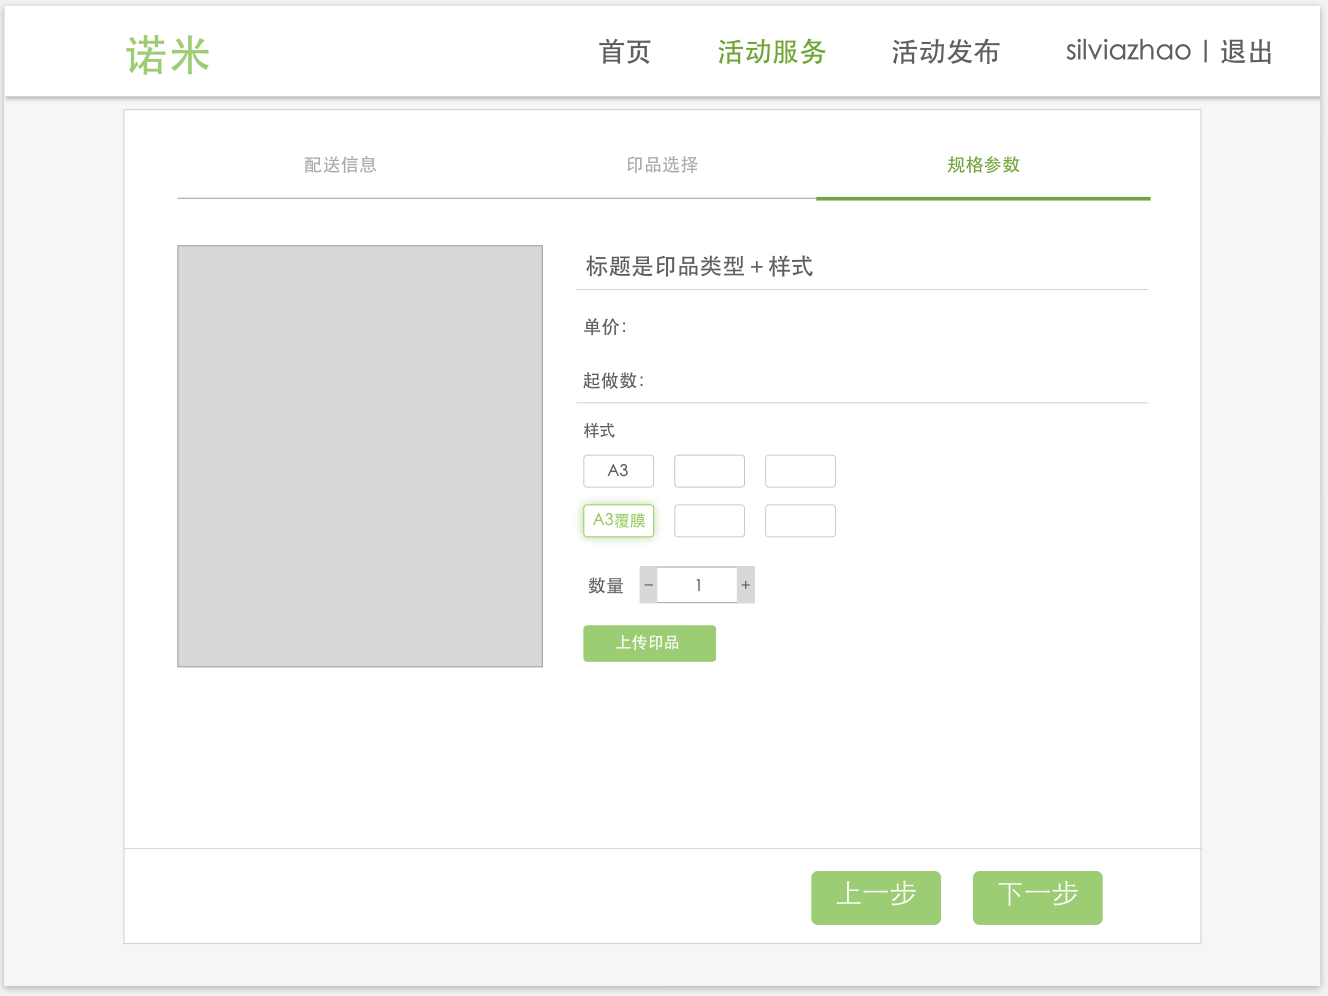 诺米
首页 活动服务 活动发布 silviazhao | 退出
配送信息 印品选择 规格参数
标题是印品类型+样式
单价:
起做数:
样式
A3
A3覆膜
数量 − 1 +
上传印品
上一步 下一步